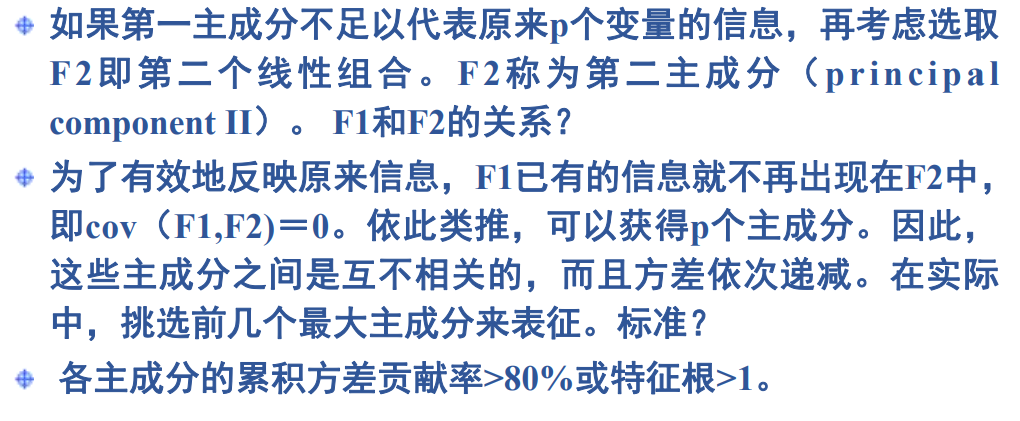 如果第一主成分不足以代表原来p个变量的信息，再考虑选取
F2即第二个线性组合。F2称为第二主成分（principal
component II）。 F1和F2的关系？
为了有效地反映原来信息，F1已有的信息就不再出现在F2中，
即cov（F1,F2)＝0。依此类推，可以获得p个主成分。因此，
这些主成分之间是互不相关的，而且方差依次递减。在实际
中，挑选前几个最大主成分来表征。标准？
各主成分的累积方差贡献率>80%或特征根>1。